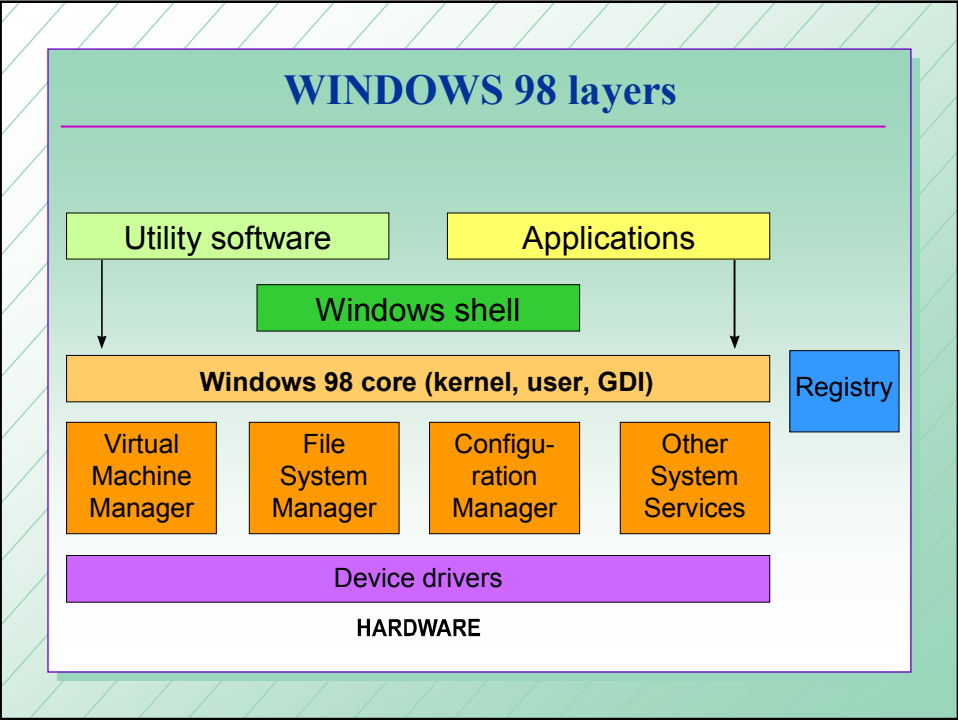 WINDOWS 98 layers
Utility software
Applications
Windows shell
Windows 98 core (kernel, user, GDI)
Registry
Virtual
Machine
Manager
File
System
Manager
Configu-
ration
Manager
Other
System
Services
Device drivers
HARDWARE